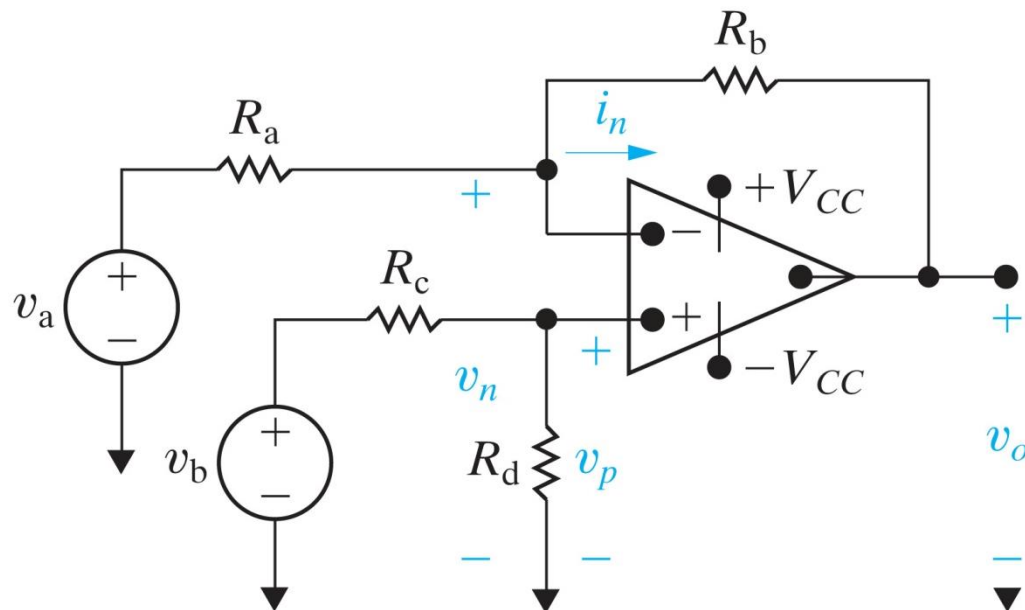 R_b
i_n
R_a
+
+V_CC
−
+
R_c
v_a
+
−
+
−V_CC
+
v_n
+
v_b
R_d
v_p
v_o
−
−
−
−